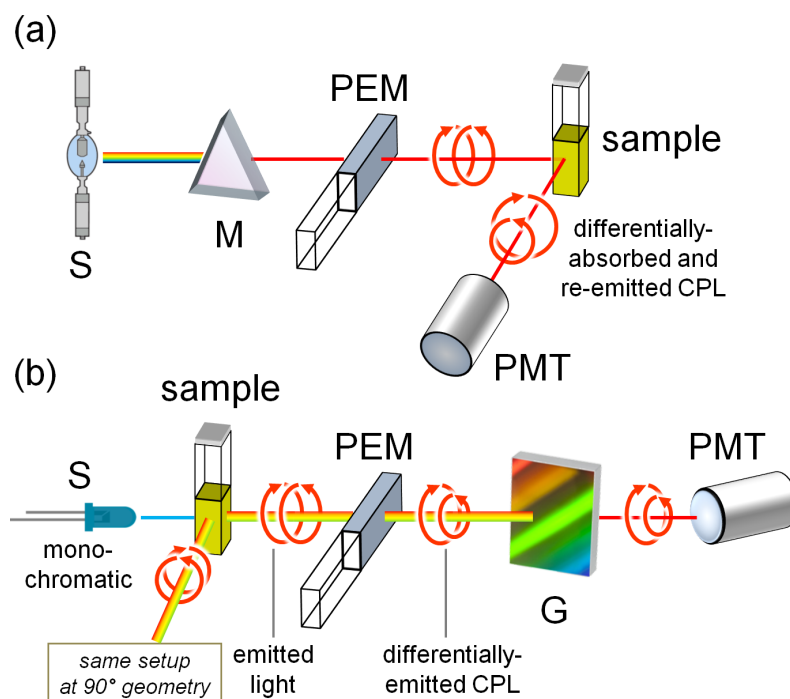 (a)
PEM
sample
S
M
differentially-
absorbed and
re-emitted CPL
PMT
(b)
sample
S
PEM
PMT
mono-
chromatic
G
same setup
at 90° geometry
emitted
light
differentially-
emitted CPL